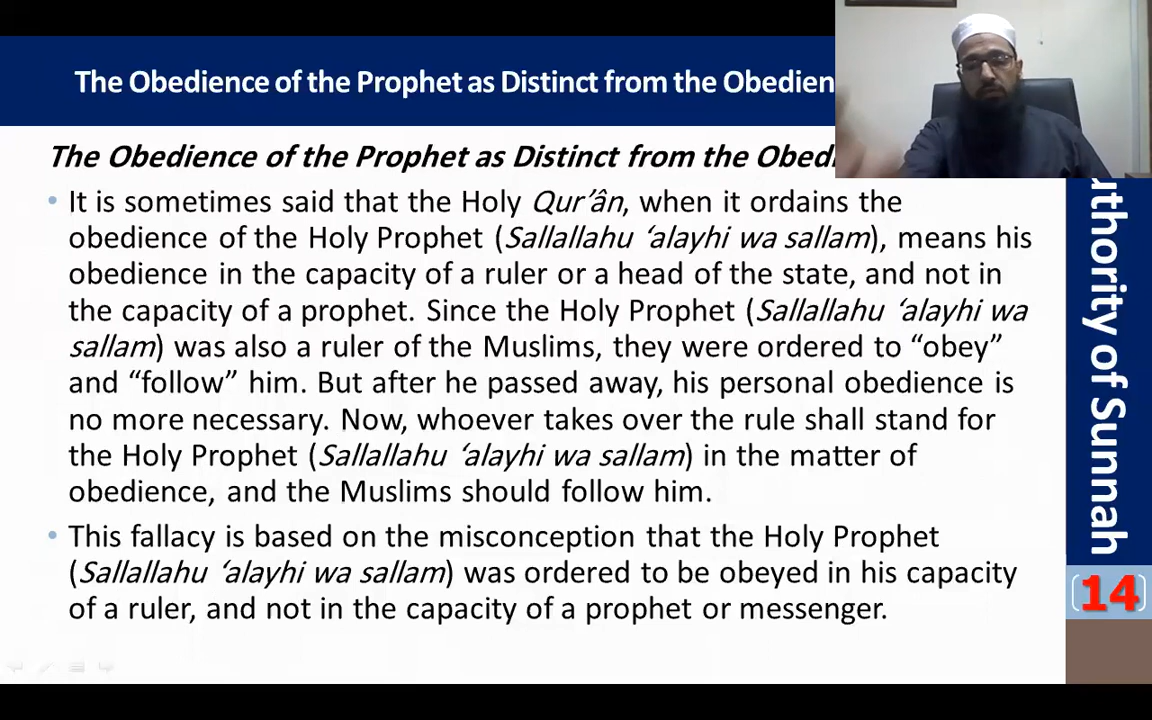 The Obedience of the Prophet as Distinct from the
The Obedience of the Prophet as Distinct from the
• It is sometimes said that the Holy Qur’ân, when it ordains the
obedience of the Holy Prophet (Sallallahu ‘alayhi wa sallam), means his
obedience in the capacity of a ruler or a head of the state, and not in
the capacity of a prophet. Since the Holy Prophet (Sallallahu ‘alayhi wa
sallam) was also a ruler of the Muslims, they were ordered to “obey”
and “follow” him. But after he passed away, his personal obedience is
no more necessary. Now, whoever takes over the rule shall stand for
the Holy Prophet (Sallallahu ‘alayhi wa sallam) in the matter of
obedience, and the Muslims should follow him.
• This fallacy is based on the misconception that the Holy Prophet
(Sallallahu ‘alayhi wa sallam) was ordered to be obeyed in his capacity
of a ruler, and not in the capacity of a prophet or messenger.
of Sunnah
14